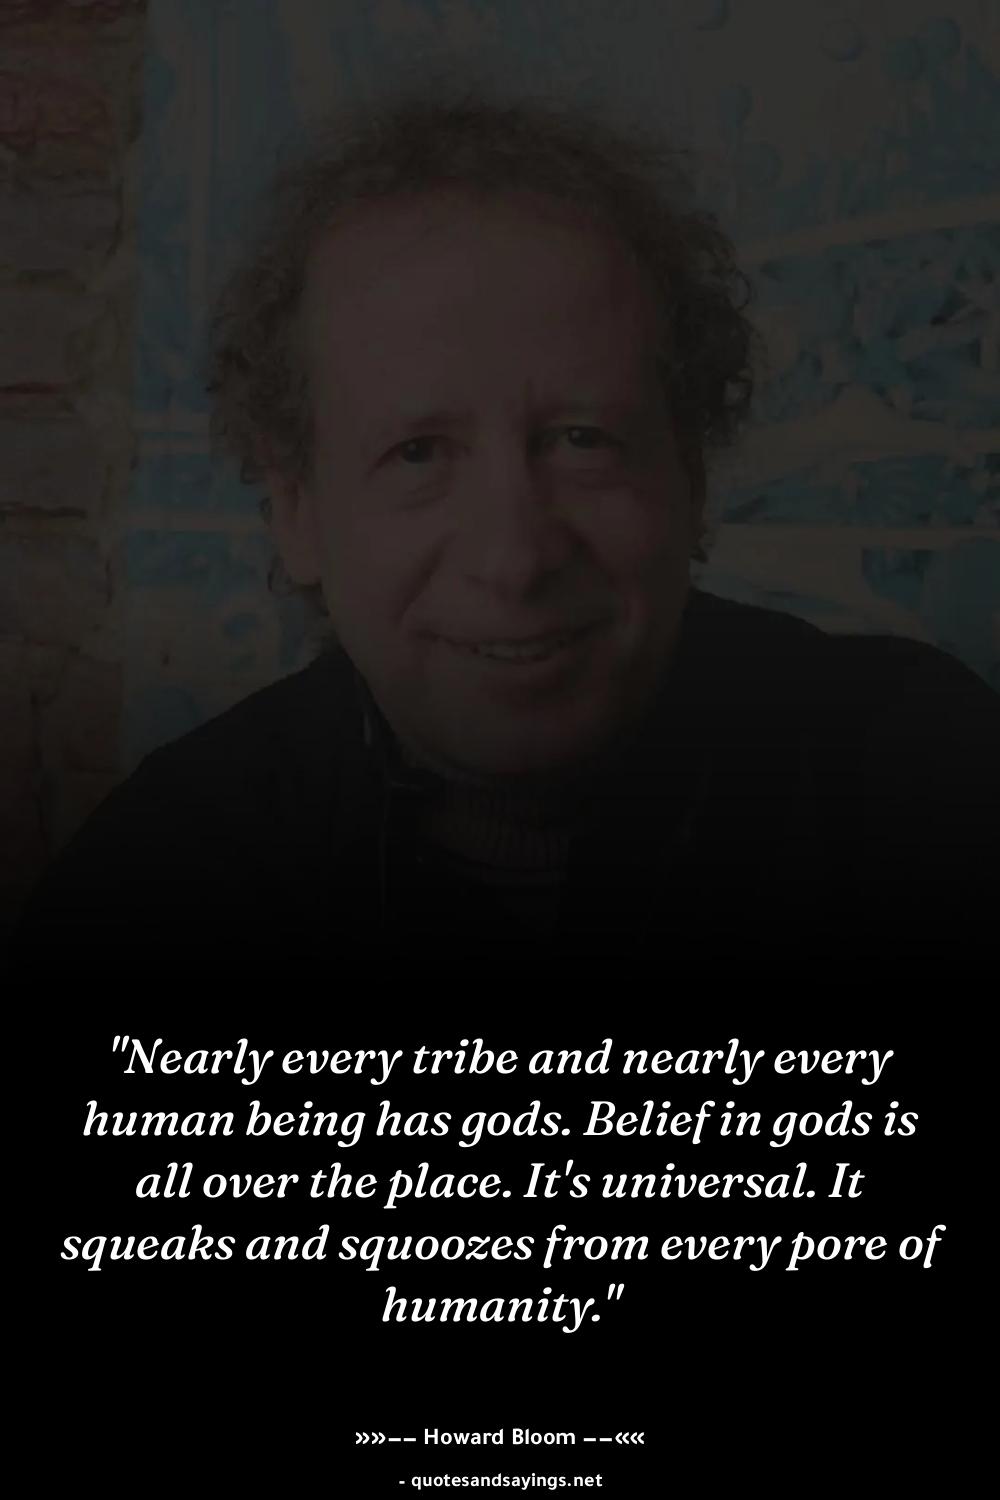 "Nearly every tribe and nearly every
human being has gods. Belief in gods is
all over the place. It's universal. It
squeaks and squoozes from every pore of
humanity."
»»−− Howard Bloom −−««
- quotesandsayings.net